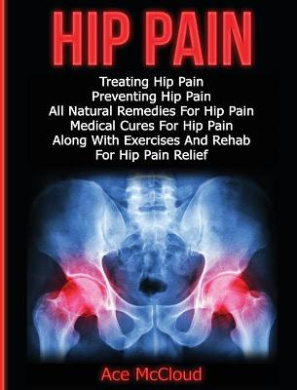 HIP PAIN
Treating Hip Pain
Preventing Hip Pain
All Natural Remedies For Hip Pain
Medical Cures For Hip Pain
Along With Exercises And Rehab
For Hip Pain Relief
Ace McCloud